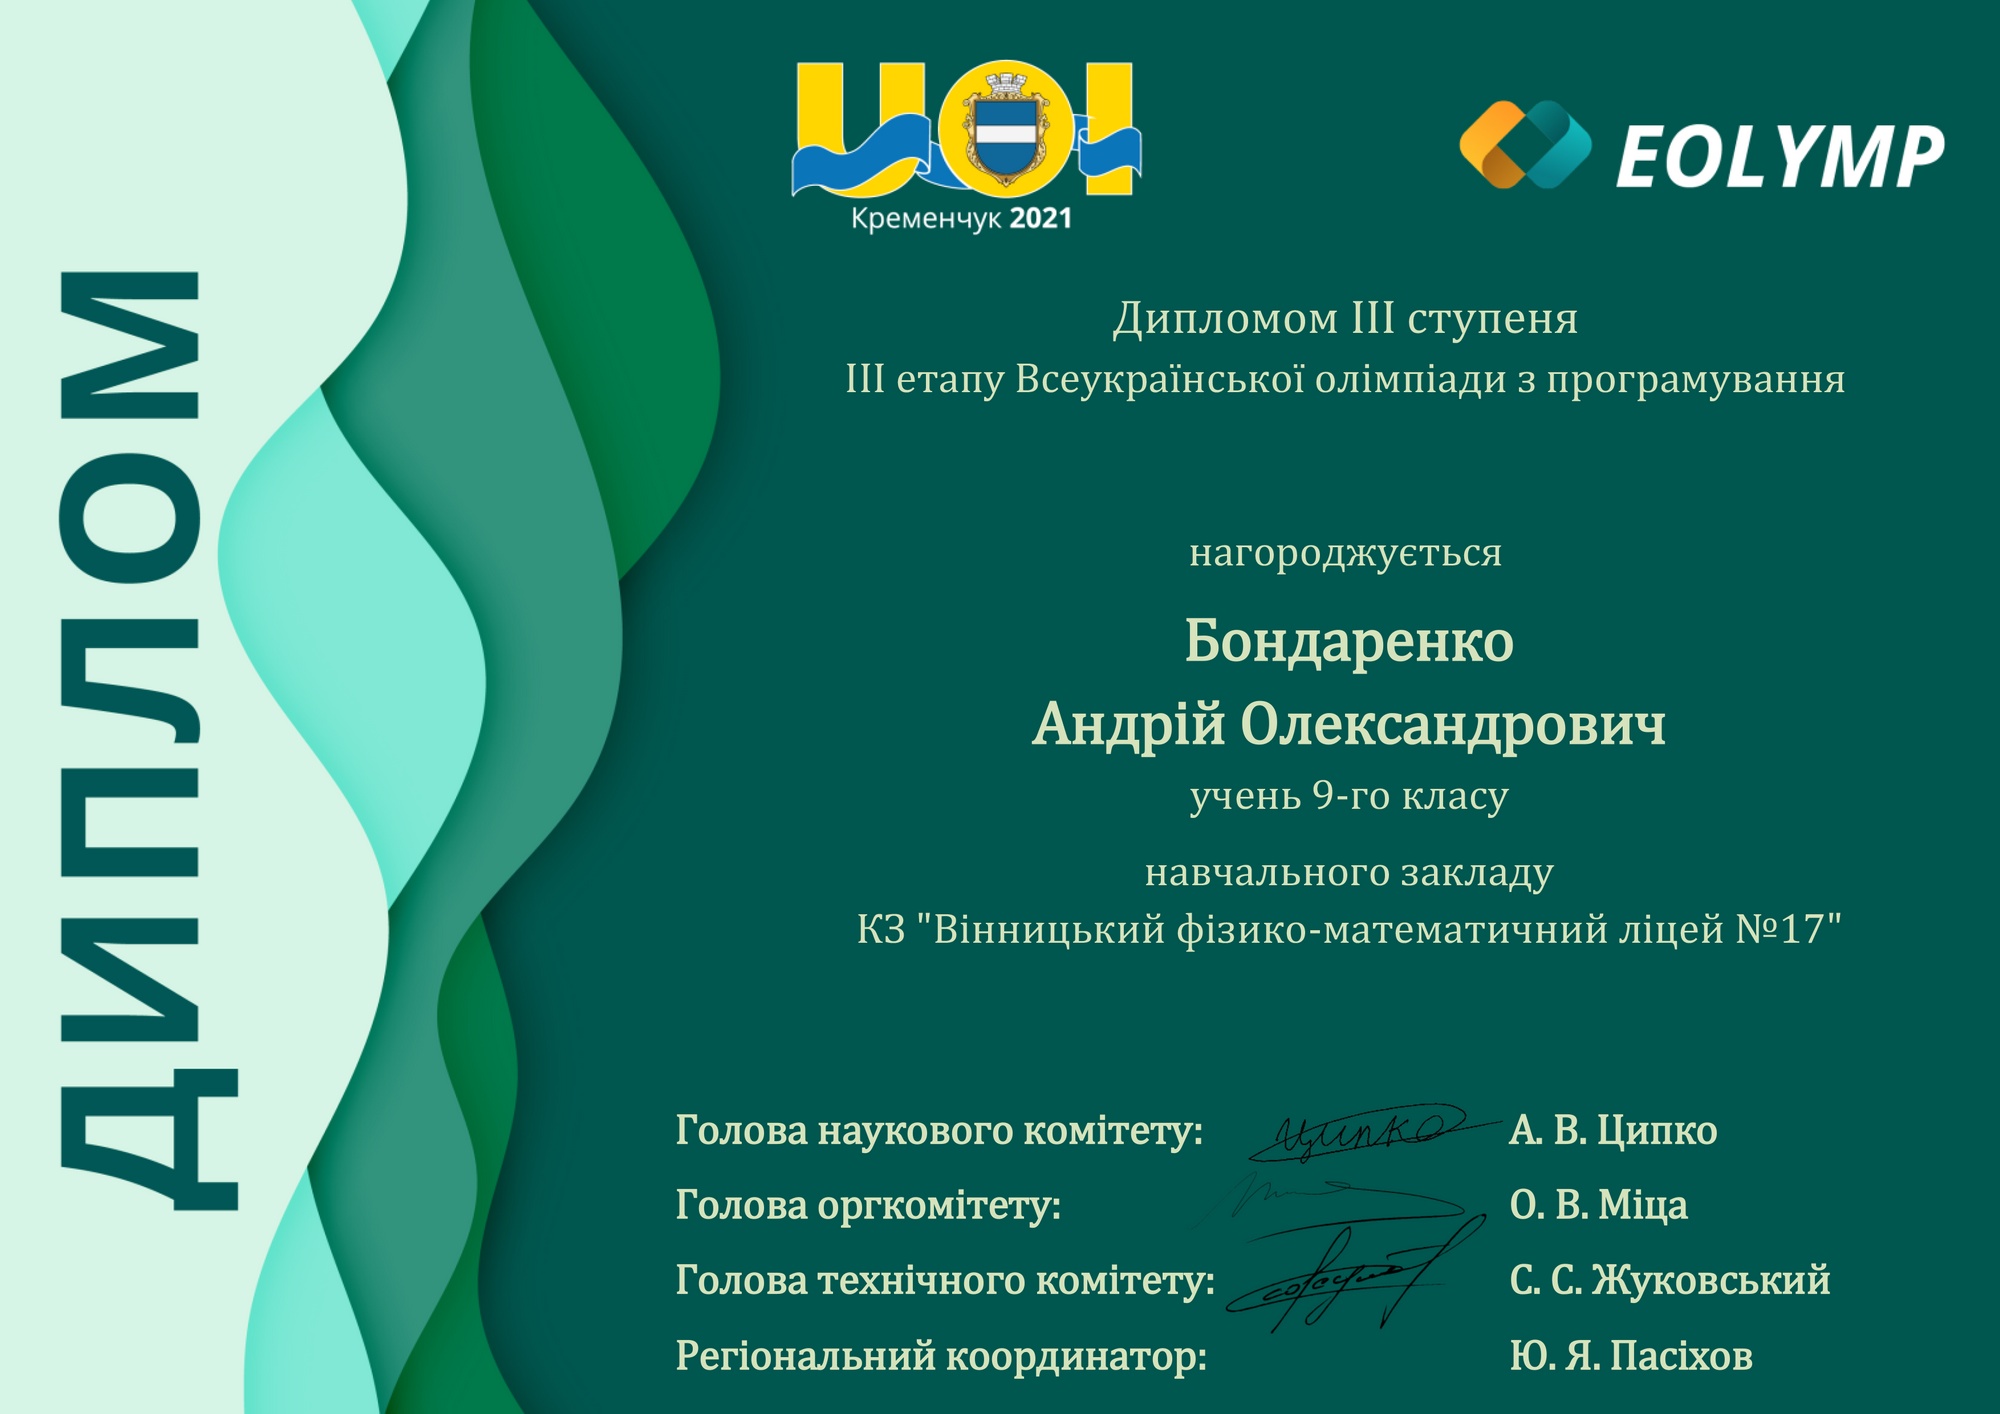 ДИПЛОМ
UOI
Кременчук 2021
EOLYMP
Дипломом III ступеня
III етапу Всеукраїнської олімпіади з програмування
нагороджується
Бондаренко
Андрій Олександрович
учень 9-го класу
навчального закладу
КЗ "Вінницький фізико-математичний ліцей №17"
Голова наукового комітету: Ципко А. В. Ципко
Голова оргкомітету: О. В. Міца
Голова технічного комітету: С. С. Жуковський
Регіональний координатор: Ю. Я. Пасіхов